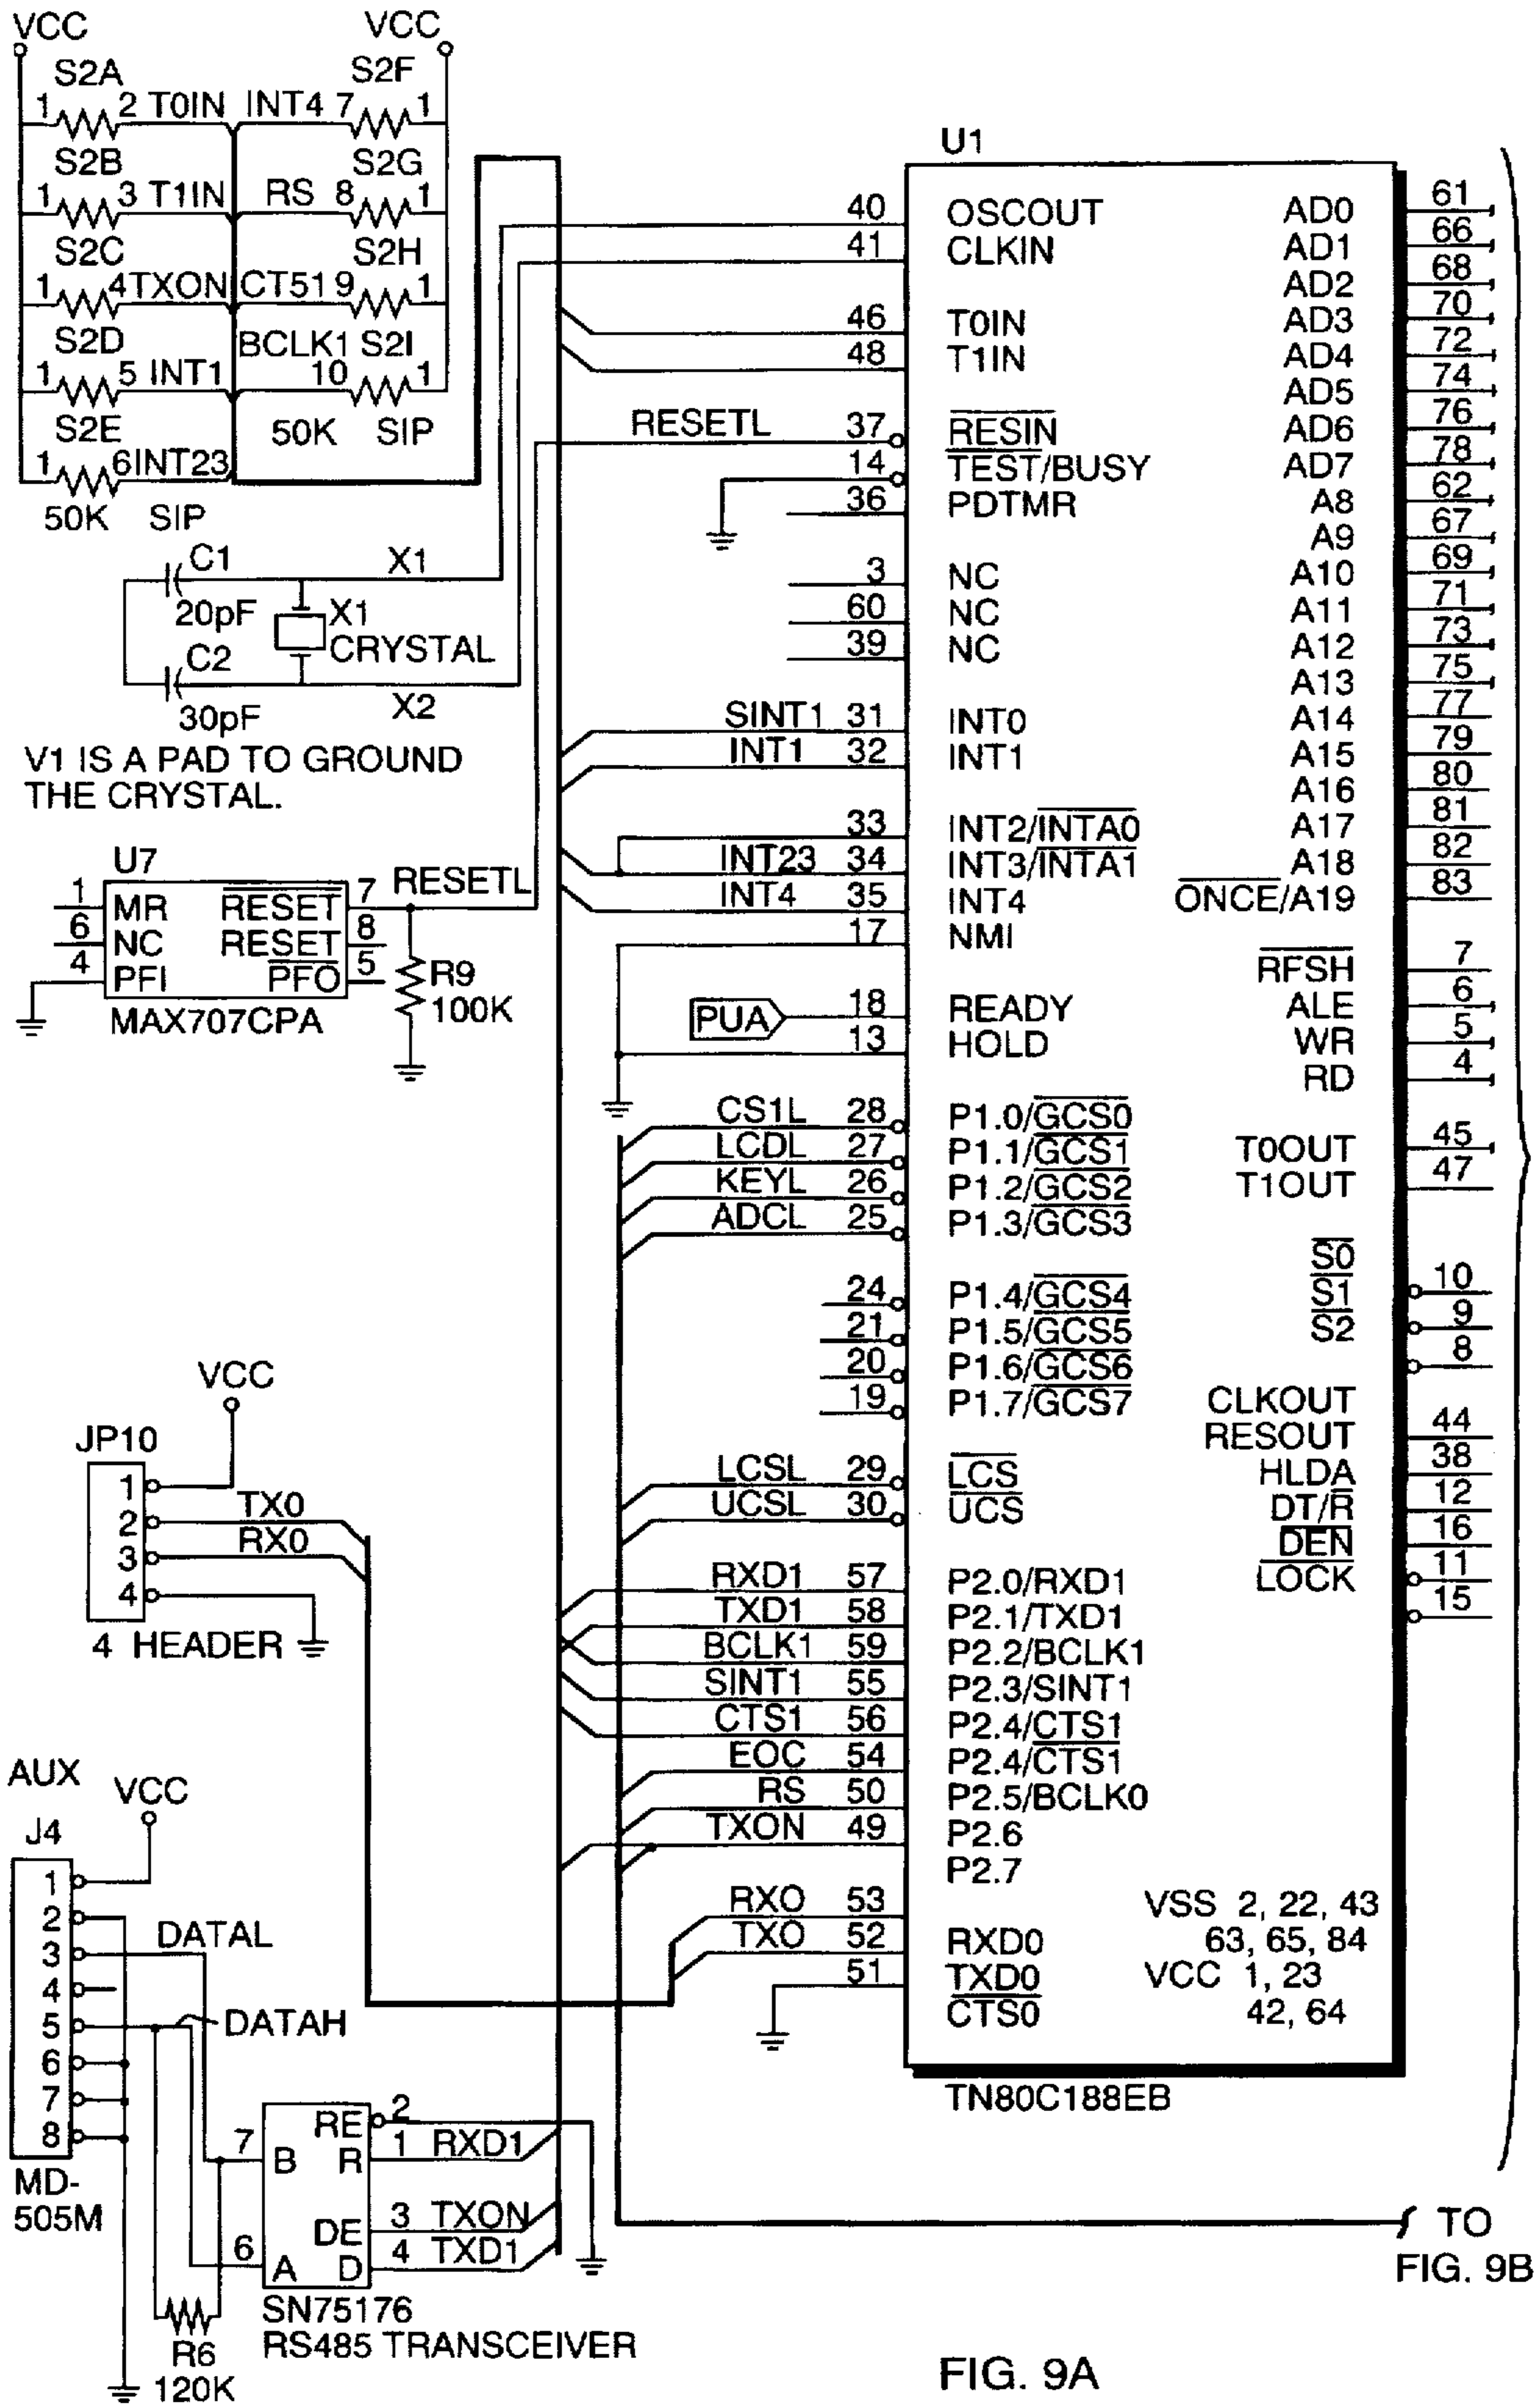 VCC VCC
S2A S2F
1 2 T0IN INT4 7 1
S2B S2G
1 3 T1IN RS 8 1
S2C S2H
1 4TXON CT519 1
S2D BCLK1 S2I
1 5 INT1 10 1
S2E 50K SIP
1 6INT23
50K SIP
C1 X1
20pF X1
CRYSTAL
C2
30pF X2
V1 IS A PAD TO GROUND
THE CRYSTAL.
U7
1 MR RESET 7 RESETL
6 NC RESET 8
4 PFI PFO 5
R9
100K
MAX707CPA
VCC
JP10
1
2 TX0
3 RX0
4
4 HEADER
AUX
VCC
J4
1
2
3 DATAL
4
5 DATAH
6
7
8
MD-
505M
RE 2
7 B R 1 RXD1
DE 3 TXON
6 A D 4 TXD1
SN75176
RS485 TRANSCEIVER
R6
120K
U1
40 OSCOUT
41 CLKIN
46 T0IN
48 T1IN
RESETL 37 RESIN
14 TEST/BUSY
36 PDTMR
3 NC
60 NC
39 NC
SINT1 31 INT0
INT1 32 INT1
33 INT2/INTA0
INT23 34 INT3/INTA1
INT4 35 INT4
17 NMI
PUA 18 READY
13 HOLD
CS1L 28 P1.0/GCS0
LCDL 27 P1.1/GCS1
KEYL 26 P1.2/GCS2
ADCL 25 P1.3/GCS3
24 P1.4/GCS4
21 P1.5/GCS5
20 P1.6/GCS6
19 P1.7/GCS7
LCSL 29 LCS
UCSL 30 UCS
RXD1 57 P2.0/RXD1
TXD1 58 P2.1/TXD1
BCLK1 59 P2.2/BCLK1
SINT1 55 P2.3/SINT1
CTS1 56 P2.4/CTS1
EOC 54 P2.4/CTS1
RS 50 P2.5/BCLK0
TXON 49 P2.6
P2.7
RXO 53 RXD0
TXO 52 TXD0
51 CTS0
AD0 61
AD1 66
AD2 68
AD3 70
AD4 72
AD5 74
AD6 76
AD7 78
A8 62
A9 67
A10 69
A11 71
A12 73
A13 75
A14 77
A15 79
A16 80
A17 81
A18 82
ONCE/A19 83
RFSH 7
ALE 6
WR 5
RD 4
T0OUT 45
T1OUT 47
S0
S1 10
S2 9
8
CLKOUT
RESOUT 44
HLDA 38
DT/R 12
DEN 16
LOCK 11
15
VSS 2, 22, 43
63, 65, 84
VCC 1, 23
42, 64
TN80C188EB
TO
FIG. 9B
FIG. 9A